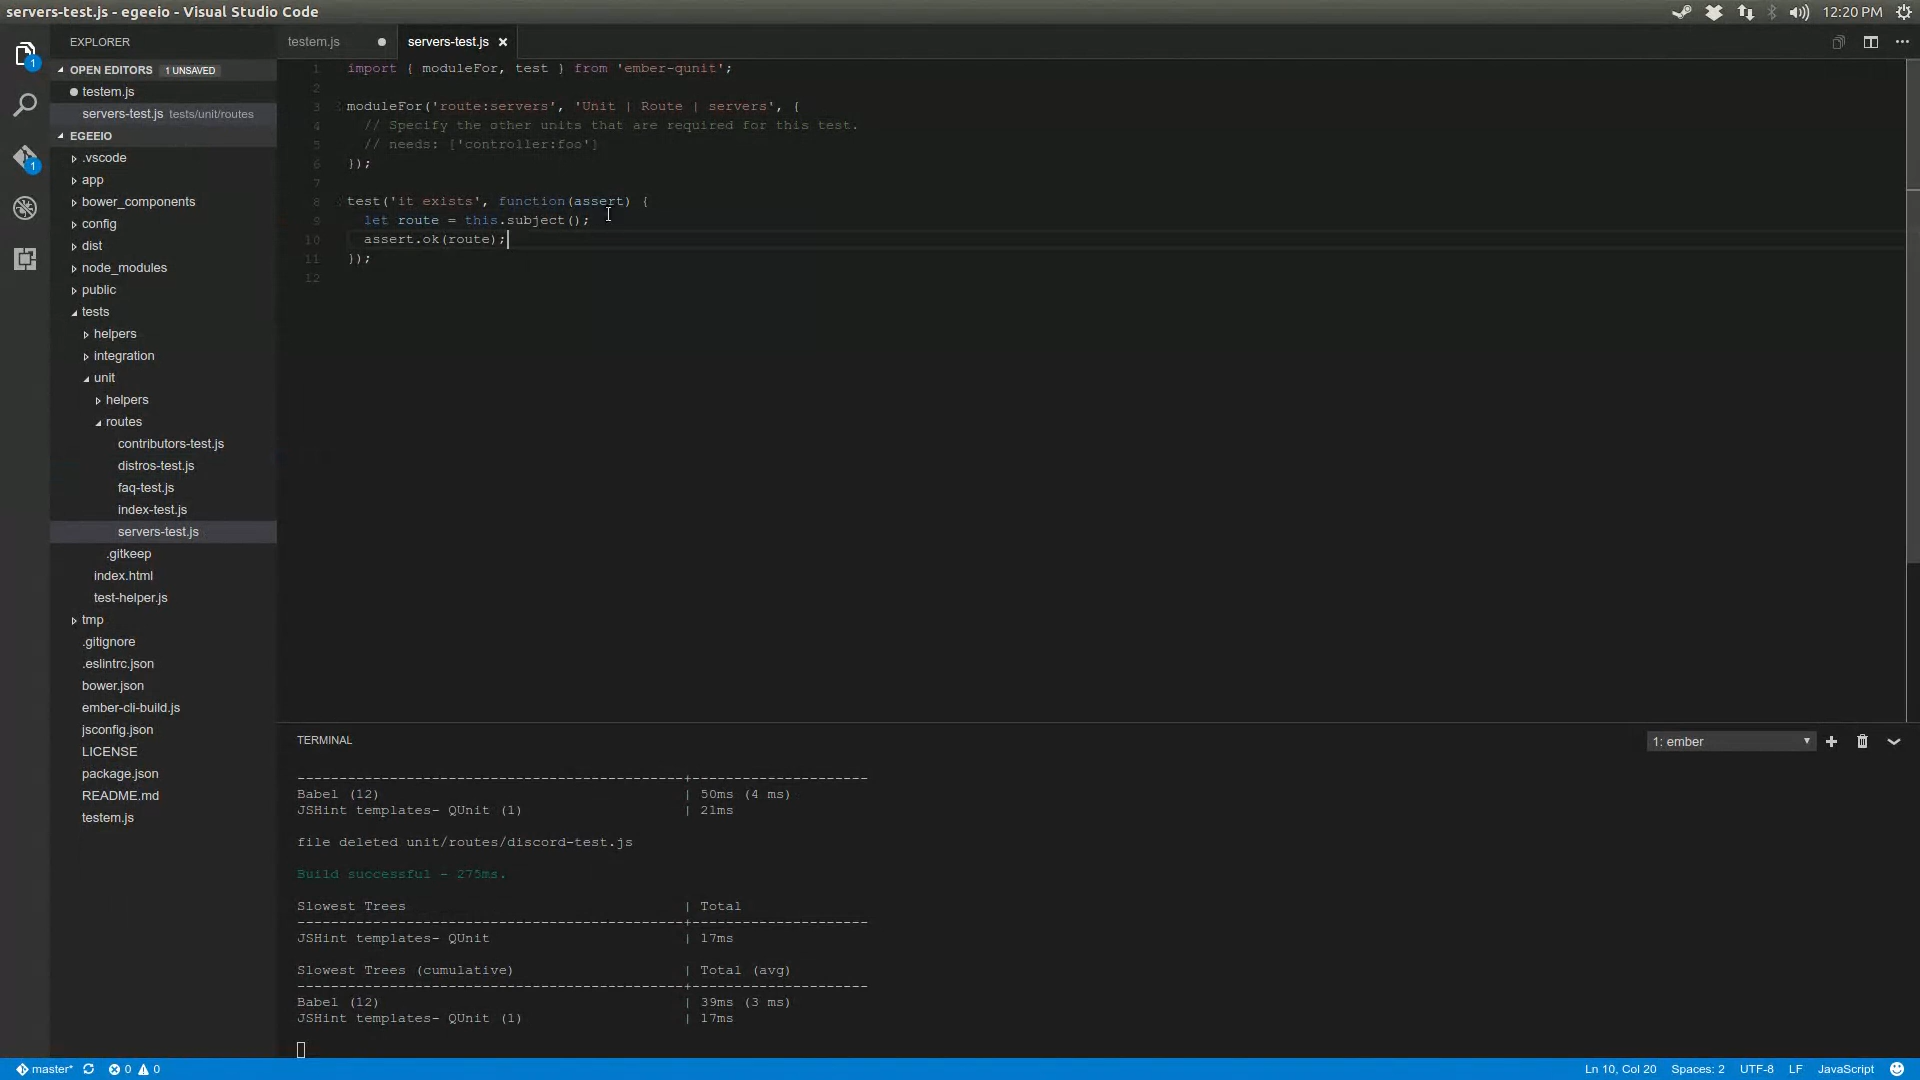 servers-test.js - egeeio - Visual Studio Code
12:20 PM
EXPLORER
testem.js
servers-test.js
OPEN EDITORS 1 UNSAVED
testem.js
servers-test.js tests/unit/routes
EGEEIO
.vscode
app
bower_components
config
dist
node_modules
public
tests
helpers
integration
unit
helpers
routes
contributors-test.js
distros-test.js
faq-test.js
index-test.js
servers-test.js
.gitkeep
index.html
test-helper.js
tmp
.gitignore
.eslintrc.json
bower.json
ember-cli-build.js
jsconfig.json
LICENSE
package.json
README.md
testem.js
1
1
1 import { moduleFor, test } from 'ember-qunit';
2
3 moduleFor('route:servers', 'Unit | Route | servers', {
4 // Specify the other units that are required for this test.
5 // needs: ['controller:foo']
6 });
7
8 test('it exists', function(assert) {
9 let route = this.subject();
10 assert.ok(route);
11 });
12
TERMINAL
1: ember
-----------------------------------------------+---------------------
Babel (12) | 50ms (4 ms)
JSHint templates- QUnit (1) | 21ms
file deleted unit/routes/discord-test.js
Build successful - 275ms.
Slowest Trees | Total
-----------------------------------------------+---------------------
JSHint templates- QUnit | 17ms
Slowest Trees (cumulative) | Total (avg)
-----------------------------------------------+---------------------
Babel (12) | 39ms (3 ms)
JSHint templates- QUnit (1) | 17ms
master* 0 0
Ln 10, Col 20 Spaces: 2 UTF-8 LF JavaScript